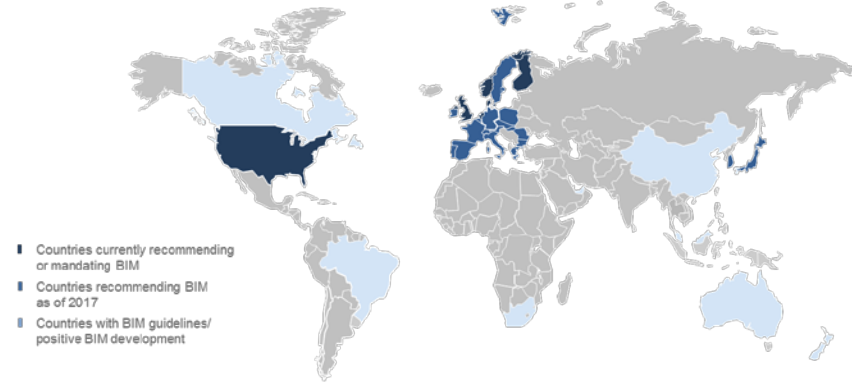 Countries currently recommending
or mandating BIM
Countries recommending BIM
as of 2017
Countries with BIM guidelines/
positive BIM development